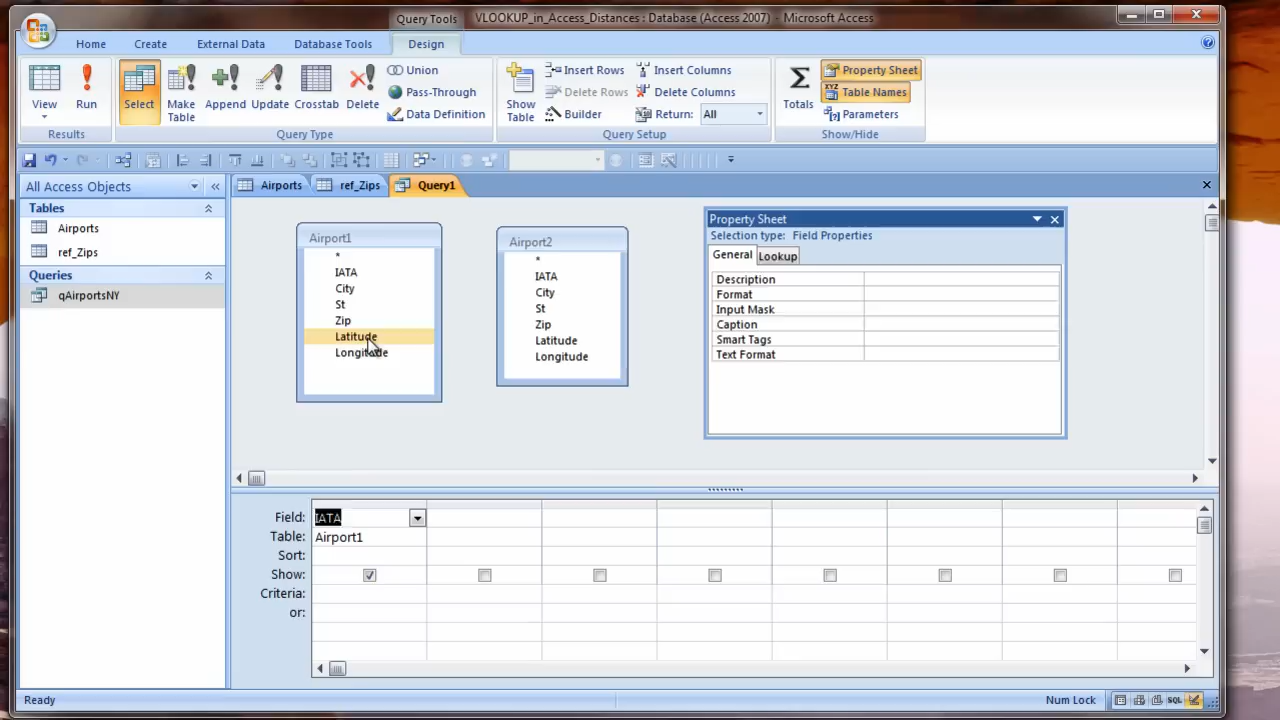 Query Tools
VLOOKUP_in_Access_Distances : Database (Access 2007) - Microsoft Access
Home
Create
External Data
Database Tools
Design
View
Run
Results
Select
Make Table
Append
Update
Crosstab
Delete
Union
Pass-Through
Data Definition
Query Type
Show Table
Insert Rows
Delete Rows
Builder
Insert Columns
Delete Columns
Return: All
Query Setup
Totals
Property Sheet
Table Names
Parameters
Show/Hide
All Access Objects
Tables
Airports
ref_Zips
Queries
qAirportsNY
Airports
ref_Zips
Query1
Airport1
*
IATA
City
St
Zip
Latitude
Longitude
Airport2
*
IATA
City
St
Zip
Latitude
Longitude
Property Sheet
Selection type: Field Properties
General
Lookup
Description
Format
Input Mask
Caption
Smart Tags
Text Format
Field: IATA
Table: Airport1
Sort:
Show:
Criteria:
or:
Ready
Num Lock
SQL